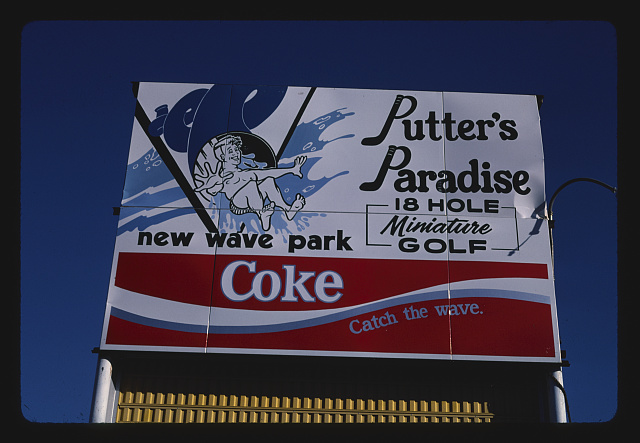 new wave park
Putter's
Paradise
18 HOLE
Miniature
GOLF
Coke
Catch the wave.